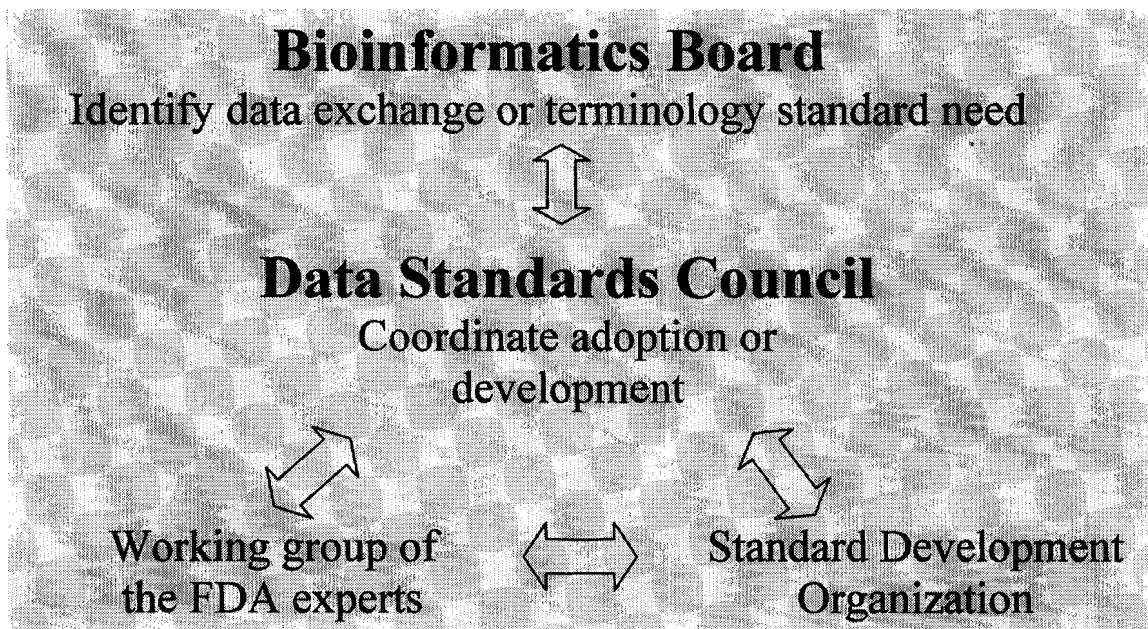 Bioinformatics Board
Identify data exchange or terminology standard need
Data Standards Council
Coordinate adoption or
development
Working group of
the FDA experts
Standard Development
Organization